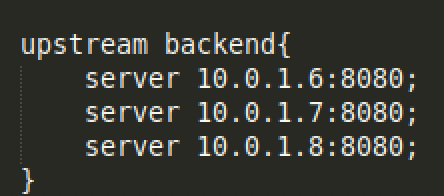 upstream backend{
    server 10.0.1.6:8080;
    server 10.0.1.7:8080;
    server 10.0.1.8:8080;
}